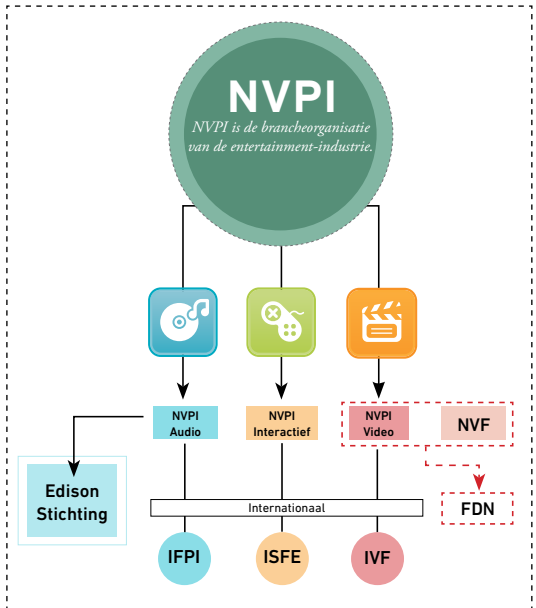 NVPI
NVPI is de brancheorganisatie
van de entertainment-industrie.
NVPI
Audio
NVPI
Interactief
NVPI
Video
NVF
Edison
Stichting
FDN
Internationaal
IFPI
ISFE
IVF